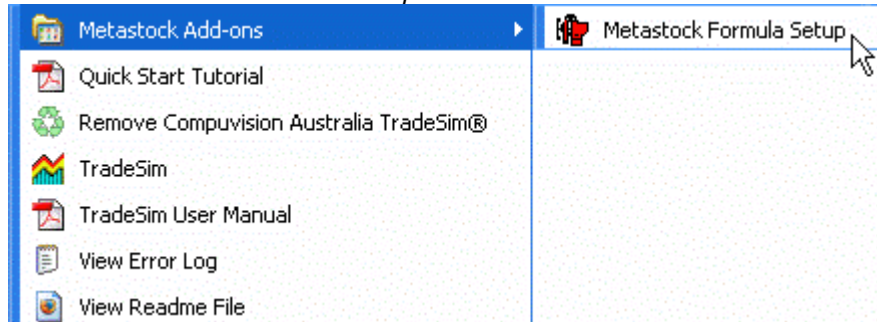 Metastock Add-ons
Metastock Formula Setup
Quick Start Tutorial
Remove Compuvision Australia TradeSim®
TradeSim
TradeSim User Manual
View Error Log
View Readme File